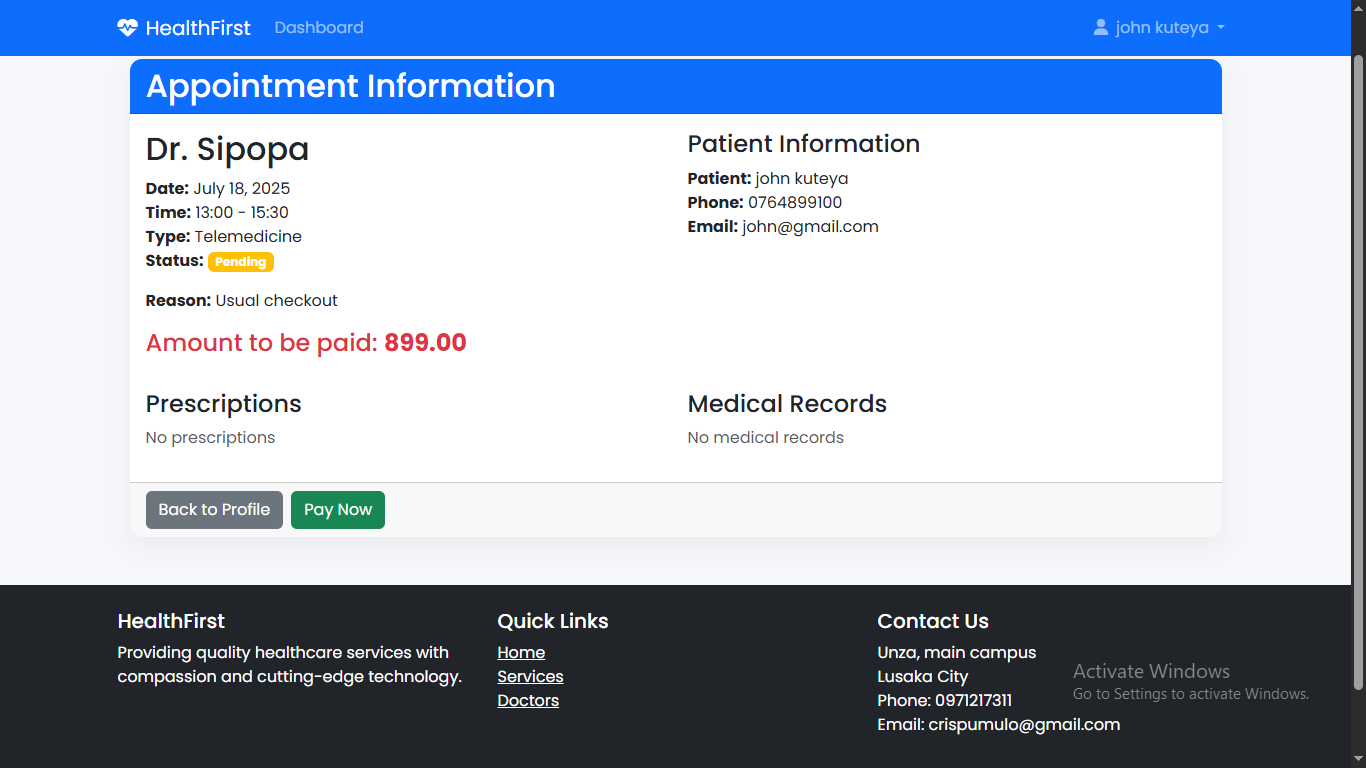 HealthFirst Dashboard john kuteya
Appointment Information
Dr. Sipopa
Date: July 18, 2025
Time: 13:00 - 15:30
Type: Telemedicine
Status: Pending
Reason: Usual checkout
Amount to be paid: 899.00
Patient Information
Patient: john kuteya
Phone: 0764899100
Email: john@gmail.com
Prescriptions
No prescriptions
Medical Records
No medical records
Back to Profile Pay Now
HealthFirst
Providing quality healthcare services with
compassion and cutting-edge technology.
Quick Links
Home
Services
Doctors
Contact Us
Unza, main campus
Lusaka City
Phone: 0971217311
Email: crispumulo@gmail.com
Activate Windows
Go to Settings to activate Windows.